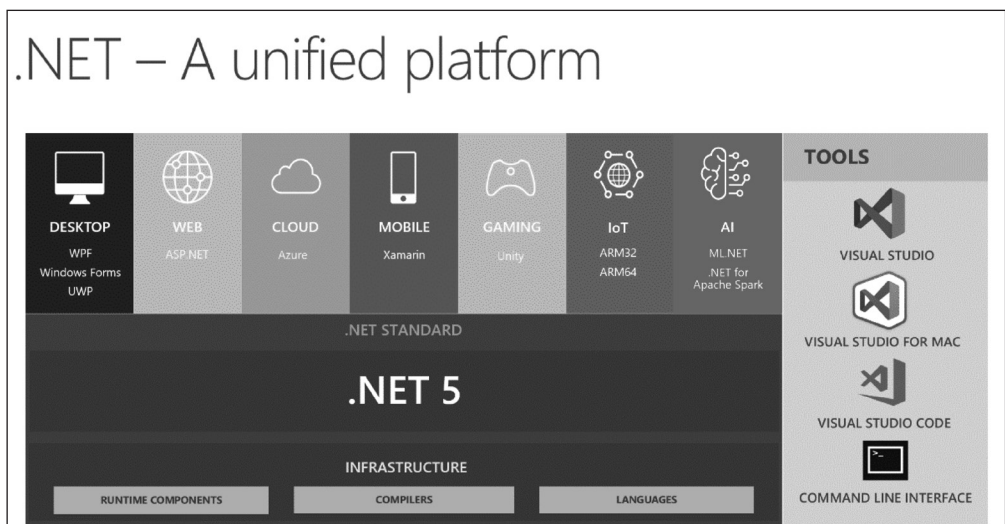 .NET – A unified platform
DESKTOP
WPF
Windows Forms
UWP
WEB
ASP.NET
CLOUD
Azure
MOBILE
Xamarin
GAMING
Unity
IoT
ARM32
ARM64
AI
ML.NET
.NET for
Apache Spark
.NET STANDARD
.NET 5
INFRASTRUCTURE
RUNTIME COMPONENTS
COMPILERS
LANGUAGES
TOOLS
VISUAL STUDIO
VISUAL STUDIO FOR MAC
VISUAL STUDIO CODE
>_
COMMAND LINE INTERFACE